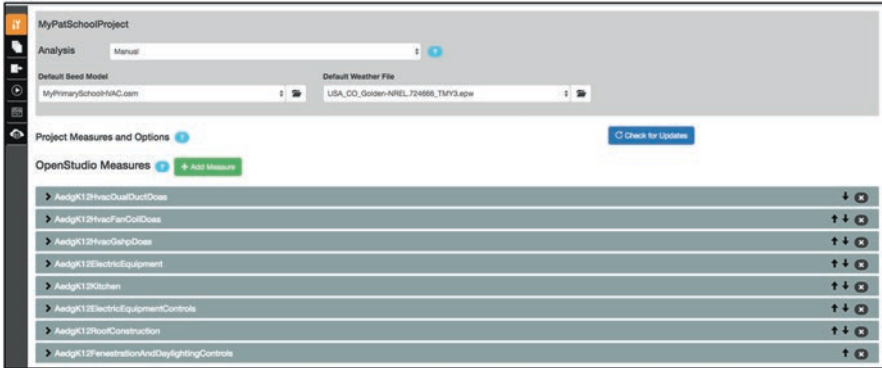 MyPatSchoolProject
Analysis Manual ?
Default Seed Model Default Weather File
MyPrimarySchoolHVAC.osm USA_CO_Golden-NREL.724666_TMY3.epw
Project Measures and Options ? Check for Updates
OpenStudio Measures ? + Add Measure
AedgK12HvacDualDuctDoas
AedgK12HvacFanCoilDoas
AedgK12HvacGshpDoas
AedgK12ElectricEquipment
AedgK12Kitchen
AedgK12ElectricEquipmentControls
AedgK12RoofConstruction
AedgK12FenestrationAndDaylightingControls